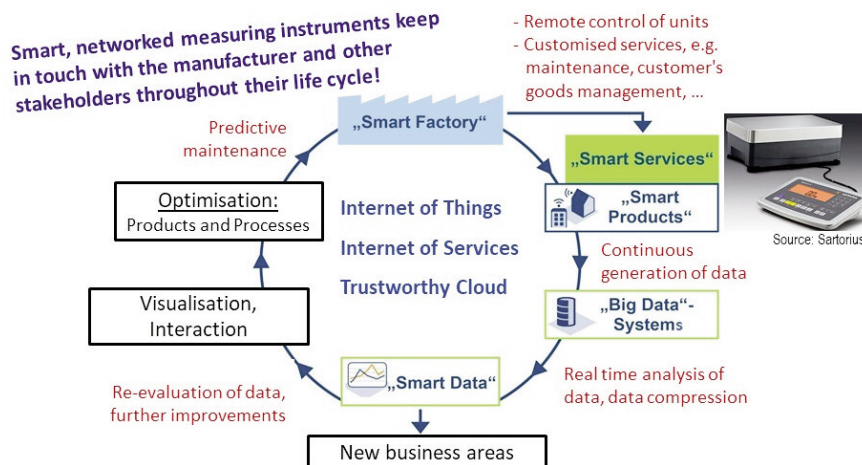 Smart, networked measuring instruments keep
in touch with the manufacturer and other
stakeholders throughout their life cycle!
- Remote control of units
- Customised services, e.g.
maintenance, customer's
goods management, ...
Predictive
maintenance
„Smart Factory“
„Smart Services“
„Smart
Products“
Source: Sartorius
Optimisation:
Products and Processes
Internet of Things
Internet of Services
Trustworthy Cloud
Continuous
generation of data
Visualisation,
Interaction
„Big Data“-
Systems
„Smart Data“
Real time analysis of
data, data compression
Re-evaluation of data,
further improvements
New business areas